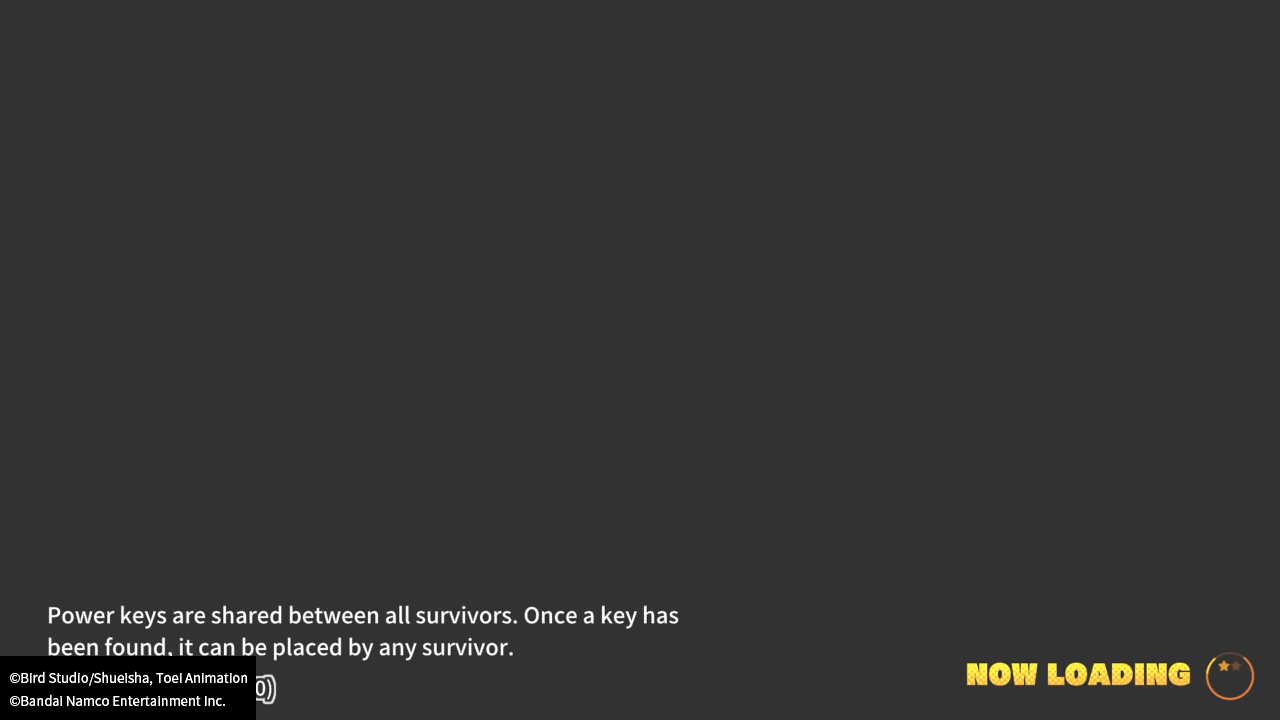 Power keys are shared between all survivors. Once a key has
been found, it can be placed by any survivor.
©Bird Studio/Shueisha, Toei Animation
©Bandai Namco Entertainment Inc.
NOW LOADING